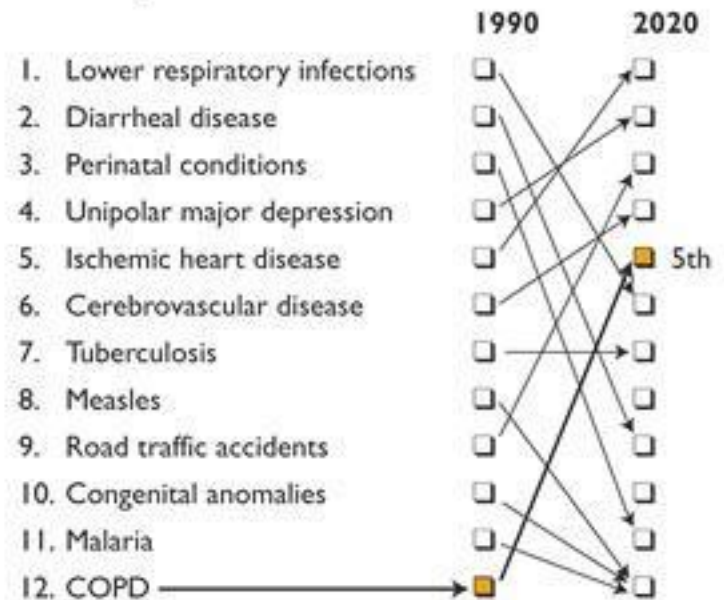 1990 2020
1. Lower respiratory infections
2. Diarrheal disease
3. Perinatal conditions
4. Unipolar major depression
5. Ischemic heart disease 5th
6. Cerebrovascular disease
7. Tuberculosis
8. Measles
9. Road traffic accidents
10. Congenital anomalies
11. Malaria
12. COPD